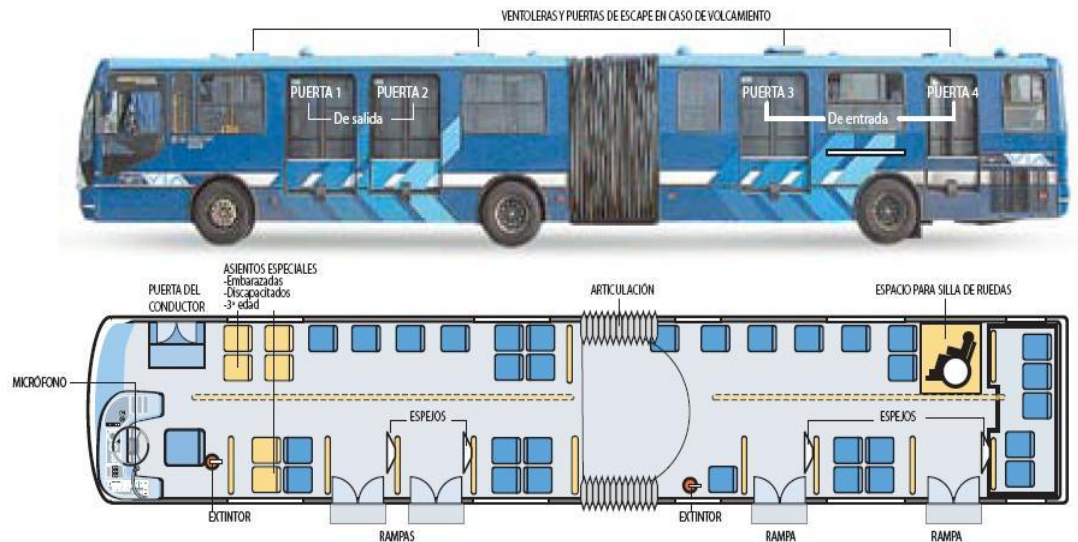 VENTOLERAS Y PUERTAS DE ESCAPE EN CASO DE VOLCAMIENTO
PUERTA 1
PUERTA 2
De salida
PUERTA 3
PUERTA 4
De entrada
ASIENTOS ESPECIALES
-Embarazadas
-Discapacitados
-3ª edad
PUERTA DEL
CONDUCTOR
ARTICULACIÓN
ESPACIO PARA SILLA DE RUEDAS
MICRÓFONO
ESPEJOS
ESPEJOS
EXTINTOR
RAMPAS
EXTINTOR
RAMPA
RAMPA